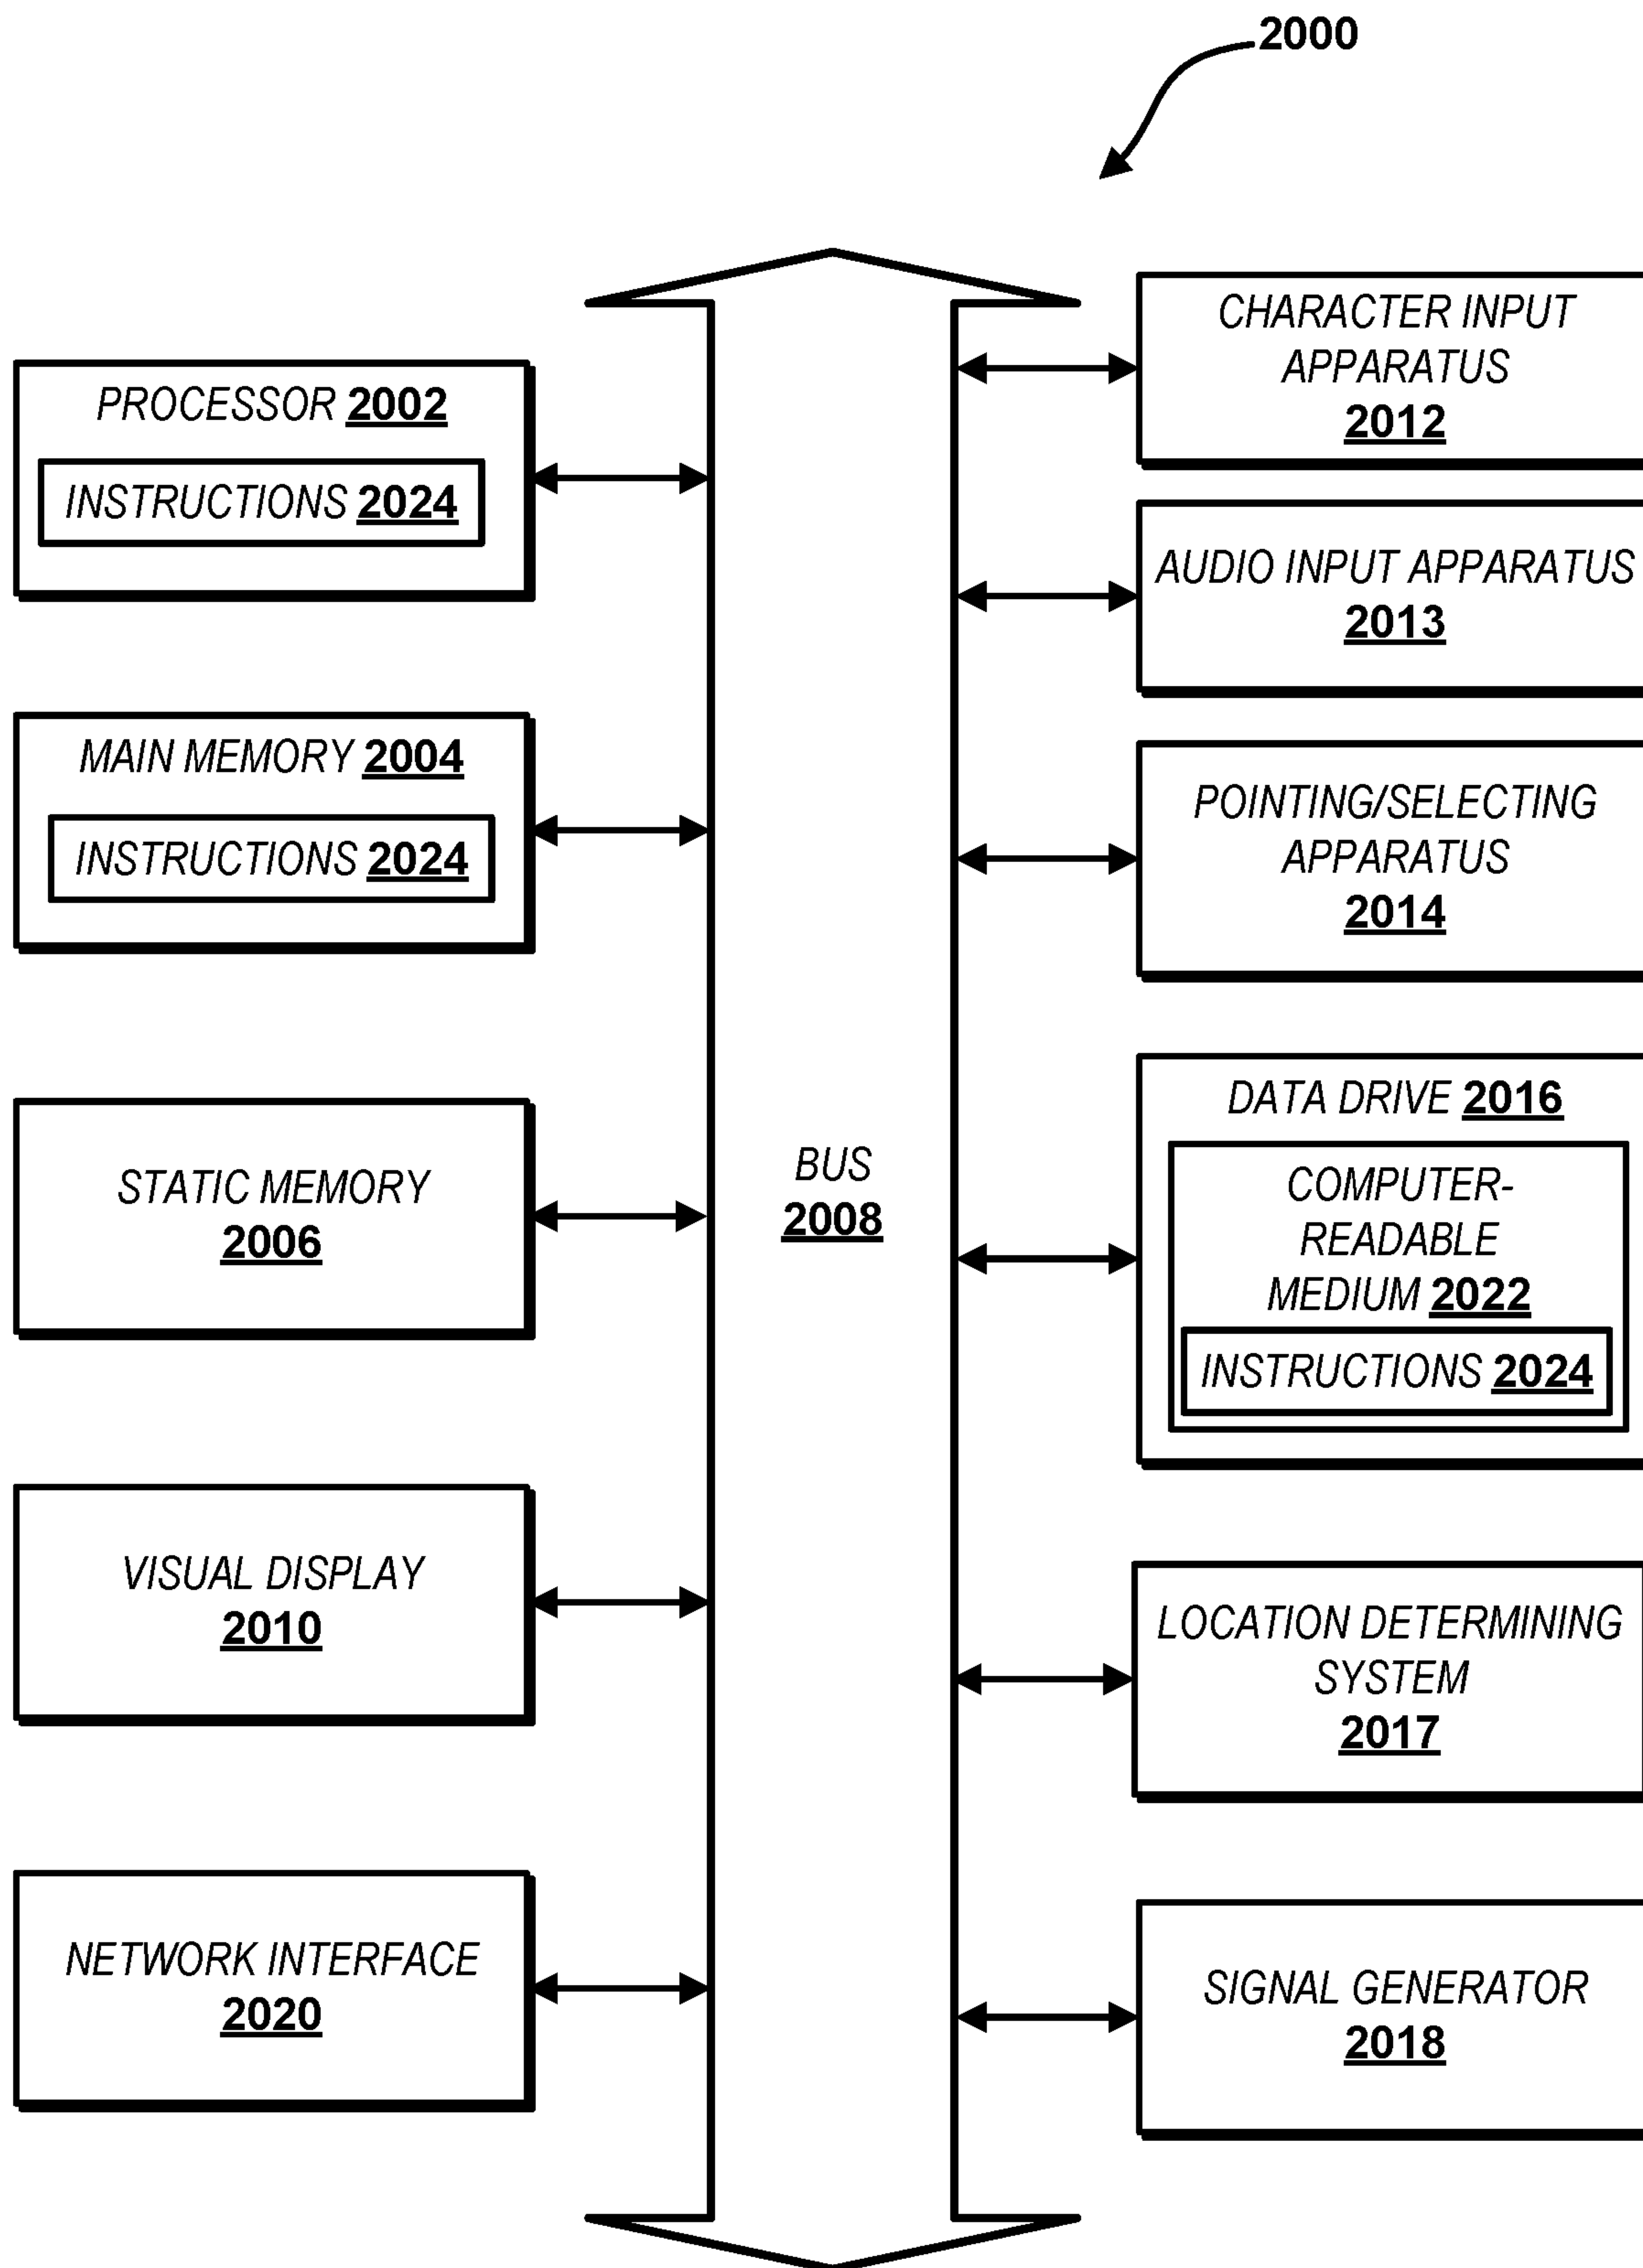 2000
PROCESSOR 2002
INSTRUCTIONS 2024
MAIN MEMORY 2004
INSTRUCTIONS 2024
STATIC MEMORY
2006
VISUAL DISPLAY
2010
NETWORK INTERFACE
2020
BUS
2008
CHARACTER INPUT
APPARATUS
2012
AUDIO INPUT APPARATUS
2013
POINTING/SELECTING
APPARATUS
2014
DATA DRIVE 2016
COMPUTER-
READABLE
MEDIUM 2022
INSTRUCTIONS 2024
LOCATION DETERMINING
SYSTEM
2017
SIGNAL GENERATOR
2018